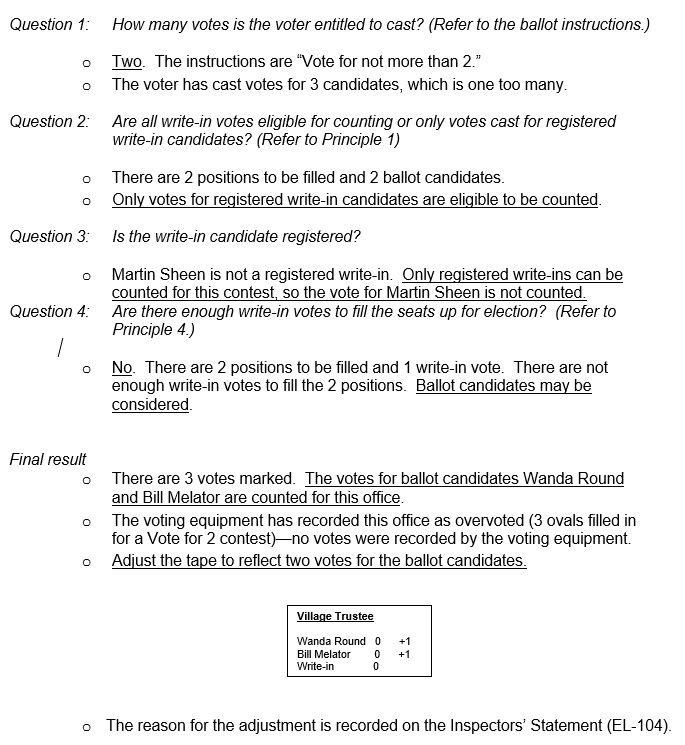 Question 1: How many votes is the voter entitled to cast? (Refer to the ballot instructions.)
o Two. The instructions are “Vote for not more than 2.”
o The voter has cast votes for 3 candidates, which is one too many.
Question 2: Are all write-in votes eligible for counting or only votes cast for registered
write-in candidates? (Refer to Principle 1)
o There are 2 positions to be filled and 2 ballot candidates.
o Only votes for registered write-in candidates are eligible to be counted.
Question 3: Is the write-in candidate registered?
o Martin Sheen is not a registered write-in. Only registered write-ins can be
counted for this contest, so the vote for Martin Sheen is not counted.
Question 4: Are there enough write-in votes to fill the seats up for election? (Refer to
Principle 4.)
/
o No. There are 2 positions to be filled and 1 write-in vote. There are not
enough write-in votes to fill the 2 positions. Ballot candidates may be
considered.
Final result
o There are 3 votes marked. The votes for ballot candidates Wanda Round
and Bill Melator are counted for this office.
o The voting equipment has recorded this office as overvoted (3 ovals filled in
for a Vote for 2 contest)—no votes were recorded by the voting equipment.
o Adjust the tape to reflect two votes for the ballot candidates.
Village Trustee
Wanda Round 0 +1
Bill Melator 0 +1
Write-in 0
o The reason for the adjustment is recorded on the Inspectors’ Statement (EL-104).